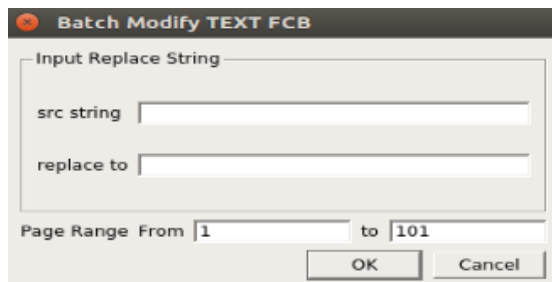 Batch Modify TEXT FCB
Input Replace String
src string
replace to
Page Range From 1 to 101
OK Cancel